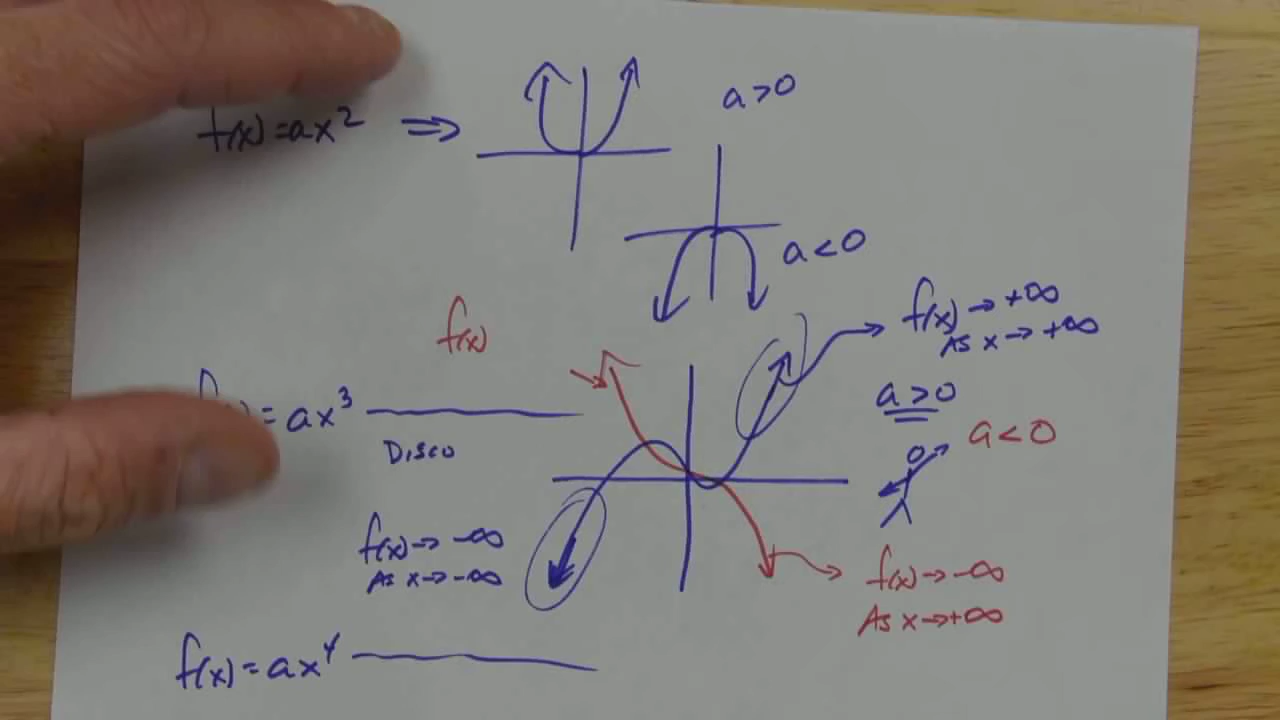 f(x)=ax² ⇒
a>0
a<0
f(x)
f(x)→+∞
As x→+∞
f(x)=ax³
Disco
a>0
a<0
f(x)→-∞
As x→-∞
f(x)→-∞
As x→+∞
f(x)=ax⁴